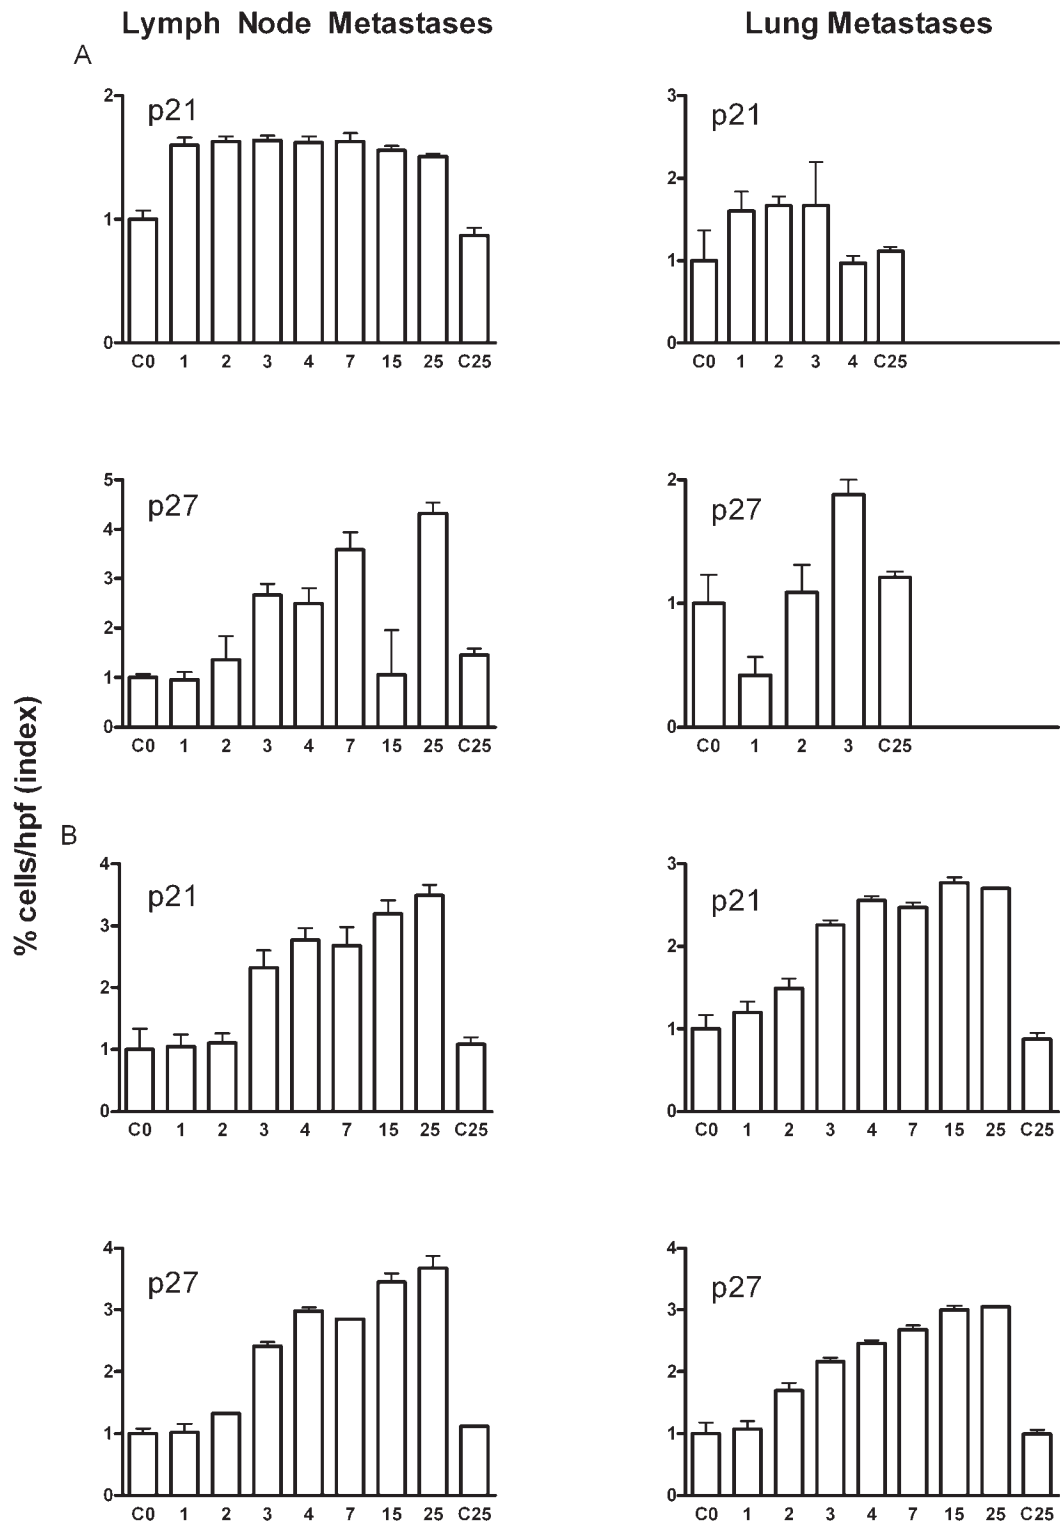 Lymph Node Metastases
Lung Metastases
A
p21
2
1
0
C0 1 2 3 4 7 15 25 C25
p21
3
2
1
0
C0 1 2 3 4 C25
p27
5
4
3
2
1
0
C0 1 2 3 4 7 15 25 C25
p27
2
1
0
C0 1 2 3 C25
% cells/hpf (index)
B
p21
4
3
2
1
0
C0 1 2 3 4 7 15 25 C25
p21
3
2
1
0
C0 1 2 3 4 7 15 25 C25
p27
4
3
2
1
0
C0 1 2 3 4 7 15 25 C25
p27
4
3
2
1
0
C0 1 2 3 4 7 15 25 C25